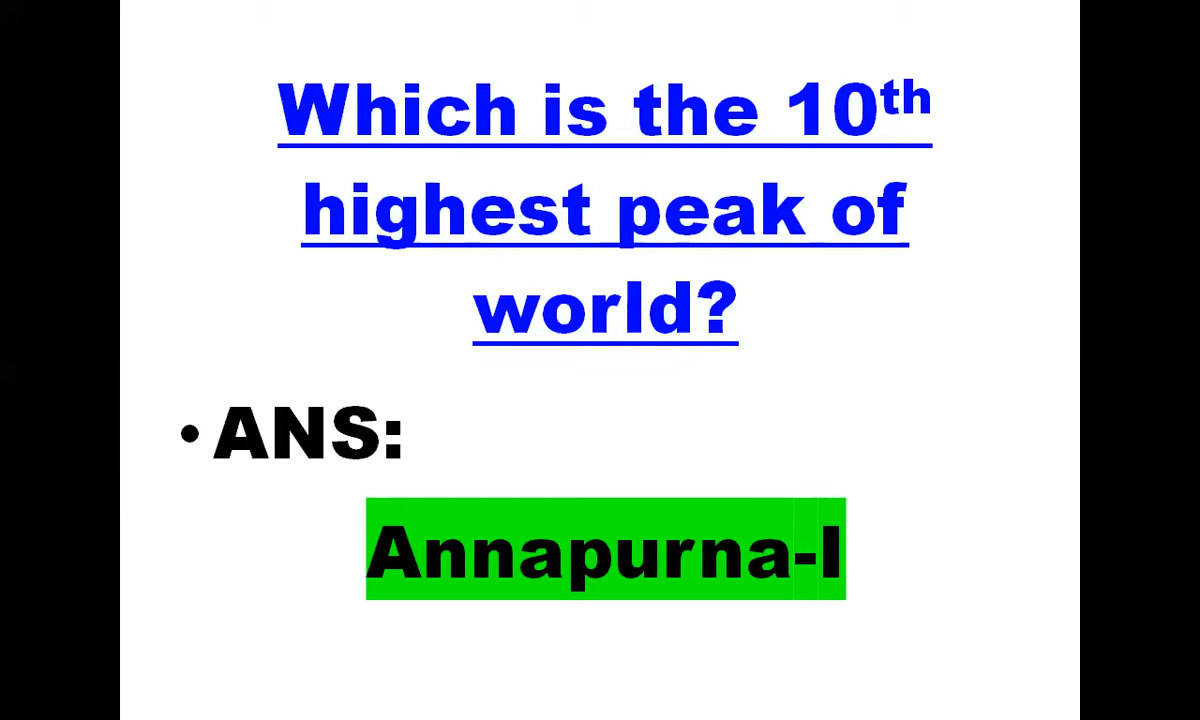 Which is the 10th
highest peak of
world?
• ANS:
Annapurna-I